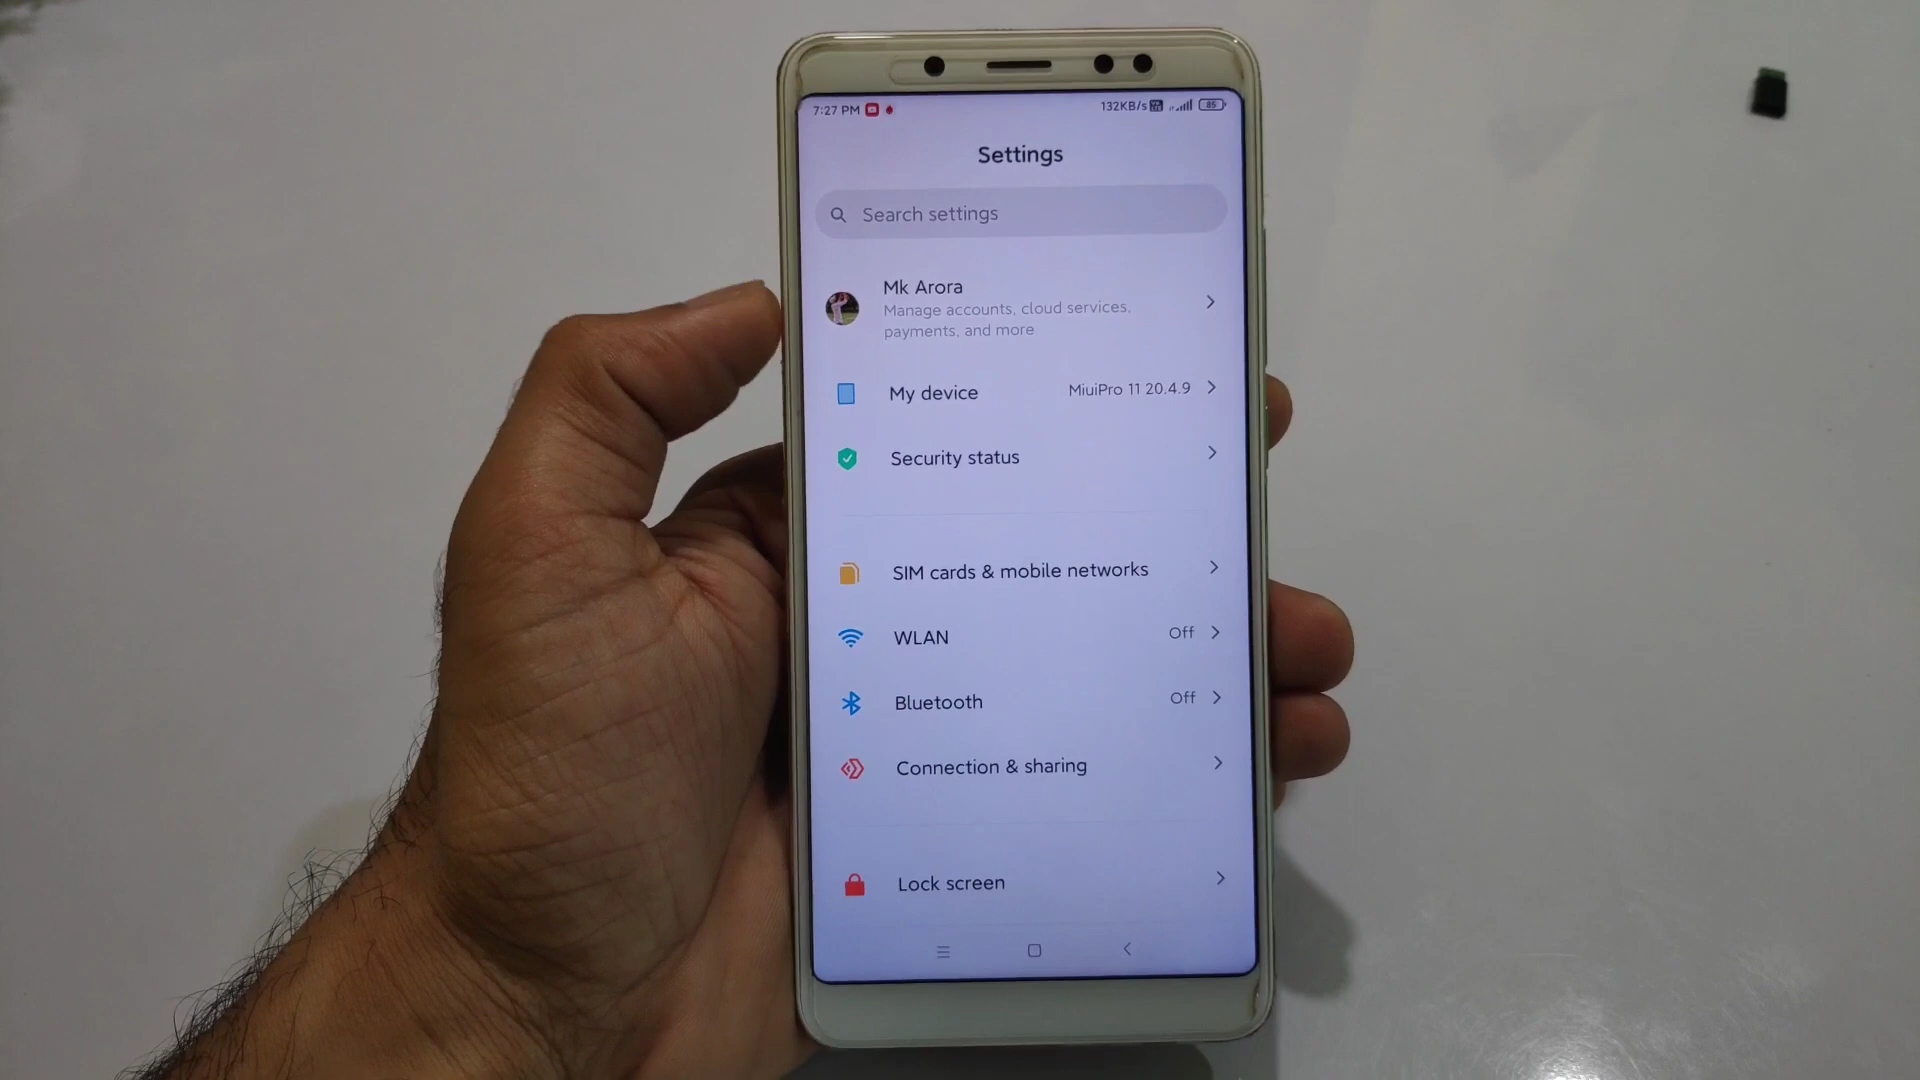 7:27 PM 132KB/s 85
Settings
Search settings
Mk Arora
Manage accounts, cloud services,
payments, and more
My device MiuiPro 11 20.4.9
Security status
SIM cards & mobile networks
WLAN Off
Bluetooth Off
Connection & sharing
Lock screen